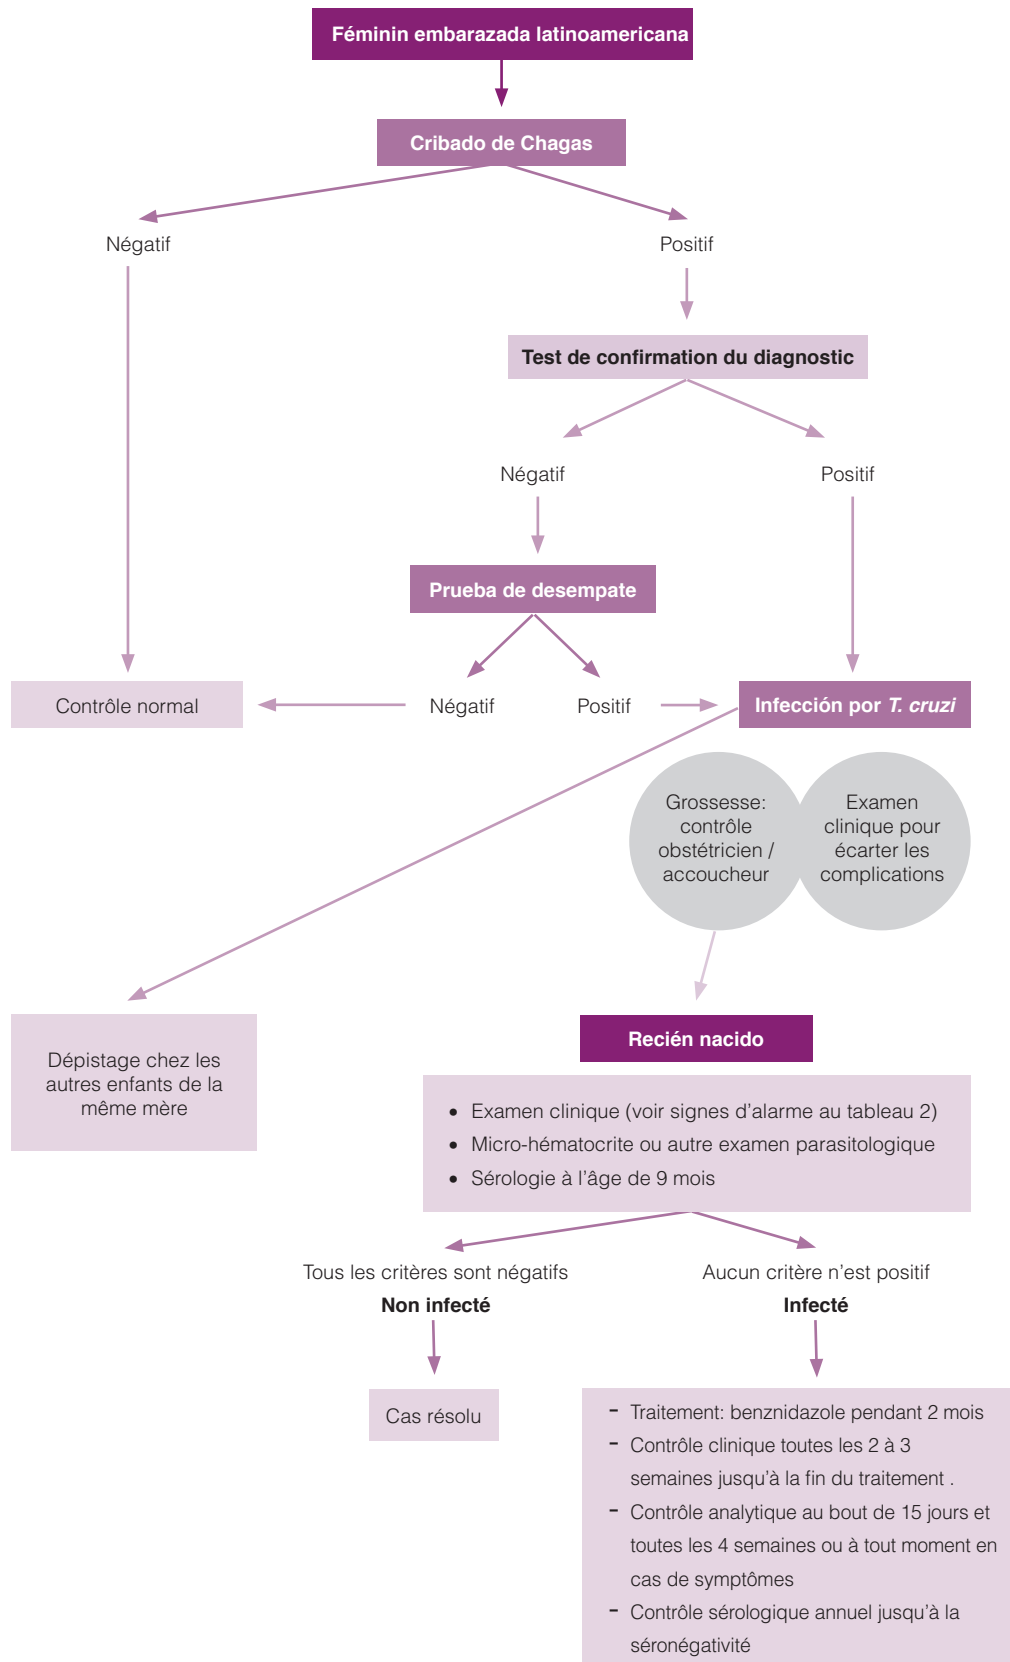 Féminin embarazada latinoamericana
Cribado de Chagas
Négatif
Positif
Test de confirmation du diagnostic
Négatif
Positif
Prueba de desempate
Contrôle normal
Négatif
Positif
Infección por T. cruzi
Grossesse:
contrôle
obstétricien /
accoucheur
Examen
clinique pour
écarter les
complications
Dépistage chez les
autres enfants de la
même mère
Recién nacido
• Examen clinique (voir signes d’alarme au tableau 2)
• Micro-hématocrite ou autre examen parasitologique
• Sérologie à l’âge de 9 mois
Tous les critères sont négatifs
Non infecté
Aucun critère n’est positif
Infecté
Cas résolu
- Traitement: benznidazole pendant 2 mois
- Contrôle clinique toutes les 2 à 3
semaines jusqu’à la fin du traitement .
- Contrôle analytique au bout de 15 jours et
toutes les 4 semaines ou à tout moment en
cas de symptômes
- Contrôle sérologique annuel jusqu’à la
séronégativité